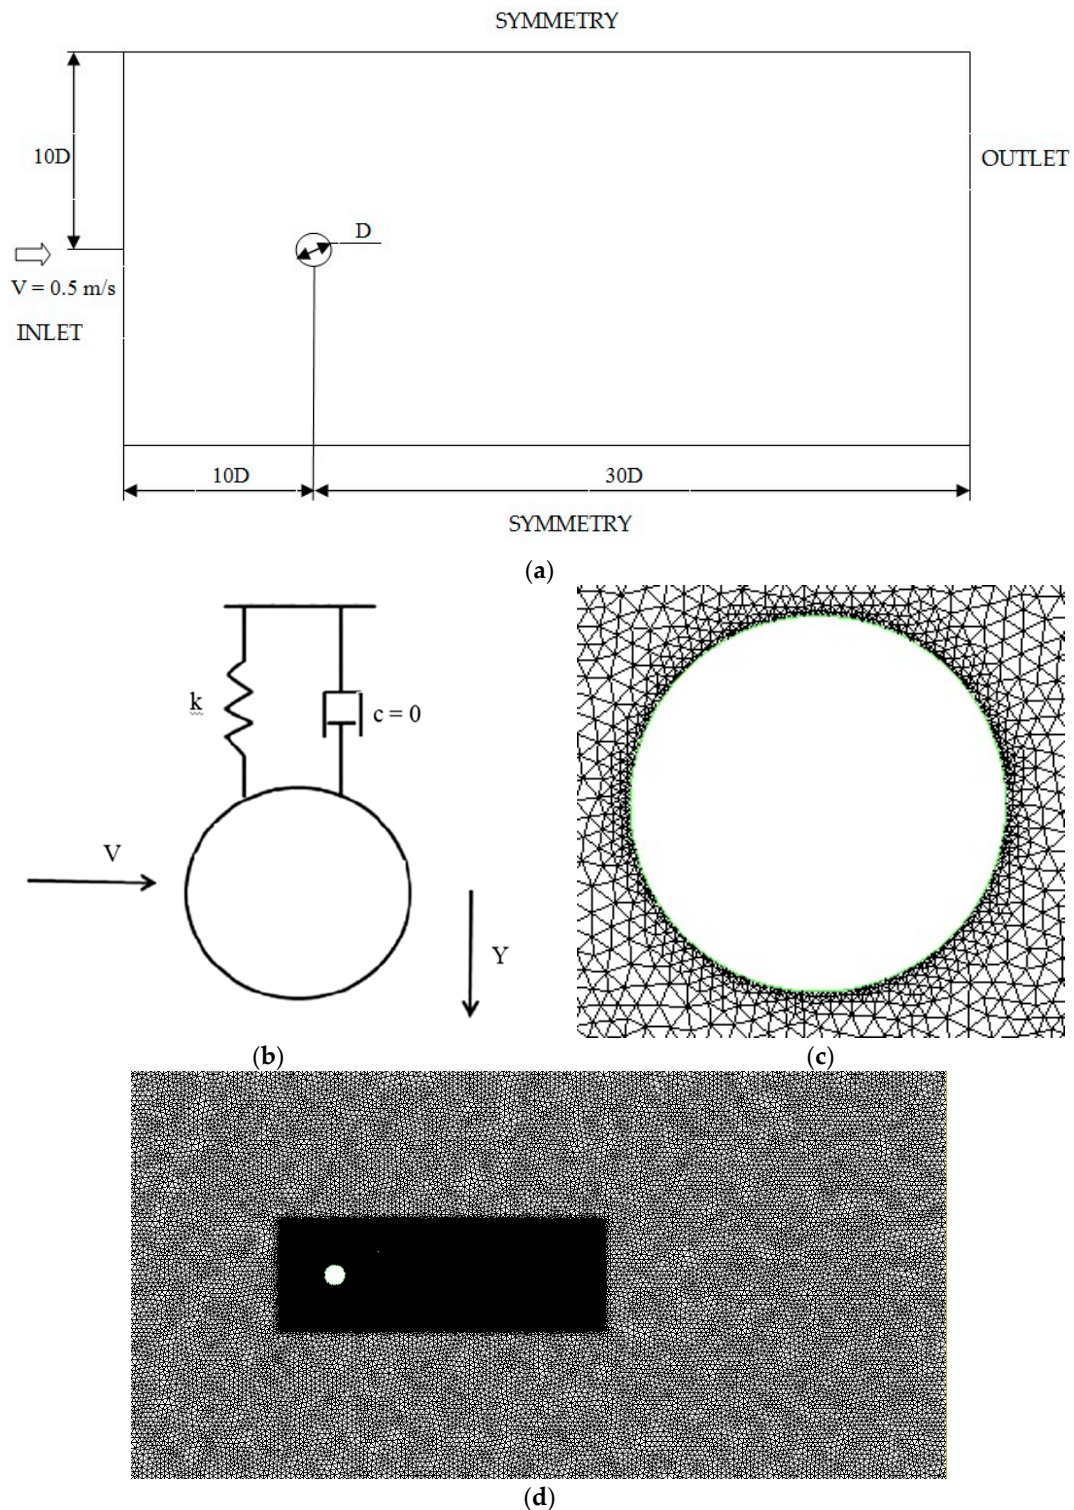 SYMMETRY
10D
OUTLET
D
V = 0.5 m/s
INLET
10D
30D
SYMMETRY
(a)
k
c = 0
V
Y
(b)
(c)
(d)